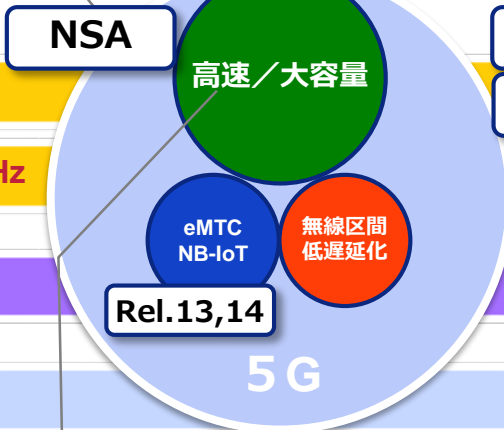 NSA
高速／大容量
Hz
eMTC
NB-IoT
無線区間
低遅延化
Rel.13,14
５G